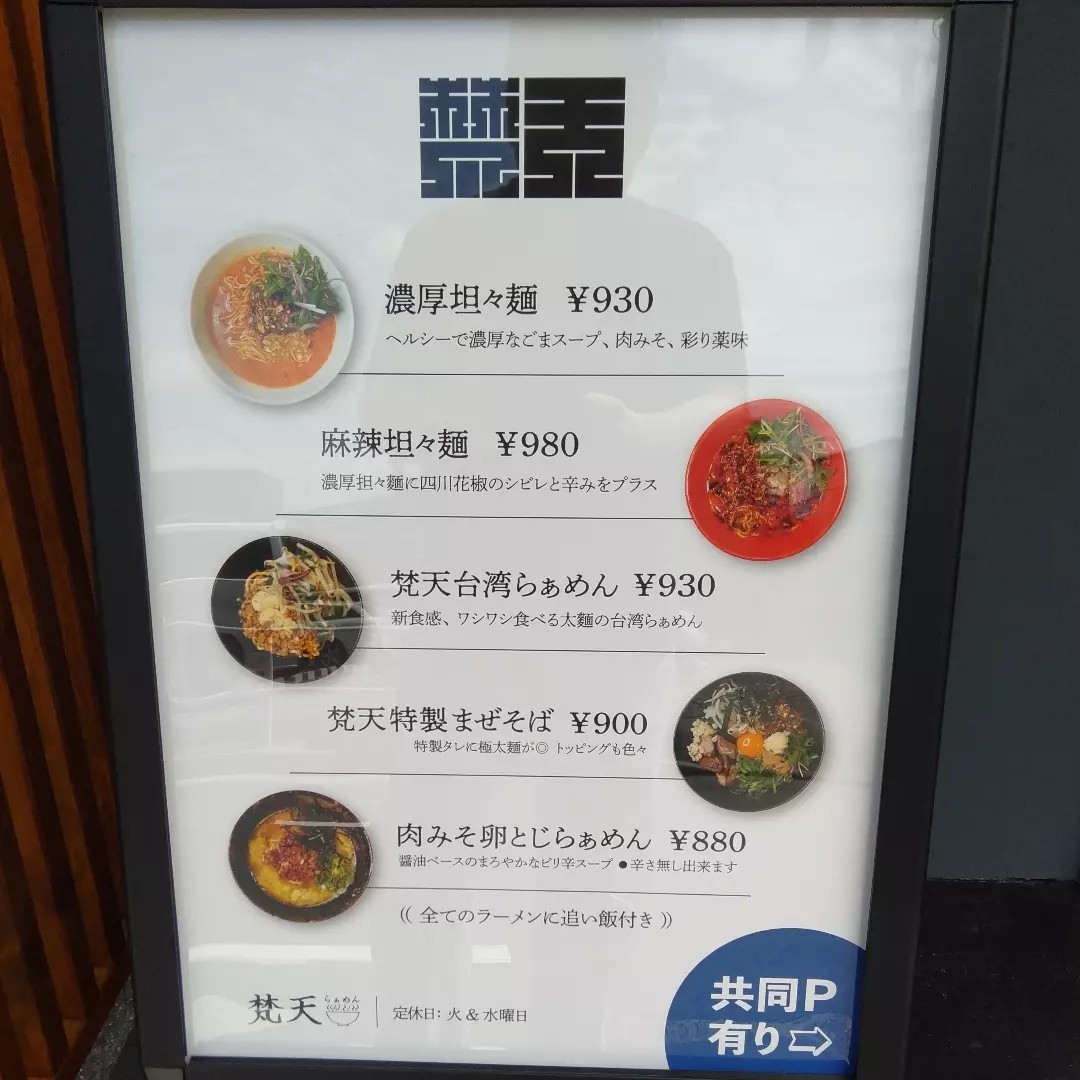 梵天
濃厚坦々麺 ¥930
ヘルシーで濃厚なごまスープ、肉みそ、彩り薬味
麻辣坦々麺 ¥980
濃厚担々麺に四川花椒のシビレと辛みをプラス
梵天台湾らぁめん ¥930
新食感、ワシワシ食べる太麺の台湾らぁめん
梵天特製まぜそば ¥900
特製タレに極太麺が◎ トッピングも色々
肉みそ卵とじらぁめん ¥880
醤油ベースのまろやかなピリ辛スープ ●辛さ無し出来ます
(( 全てのラーメンに追い飯付き ))
梵天 らぁめん
定休日: 火 & 水曜日
共同P
有り⇨